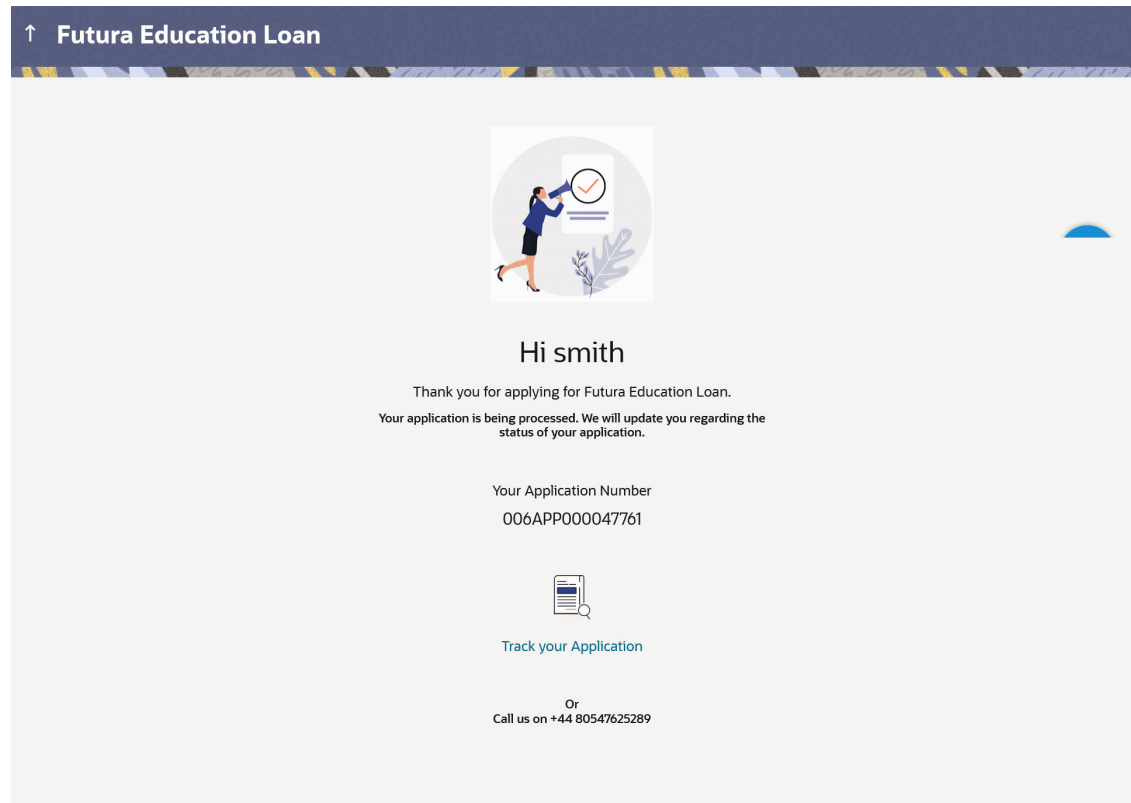 Futura Education Loan
Hi smith
Thank you for applying for Futura Education Loan.
Your application is being processed. We will update you regarding the
status of your application.
Your Application Number
006APP000047761
Track your Application
Or
Call us on +44 80547625289